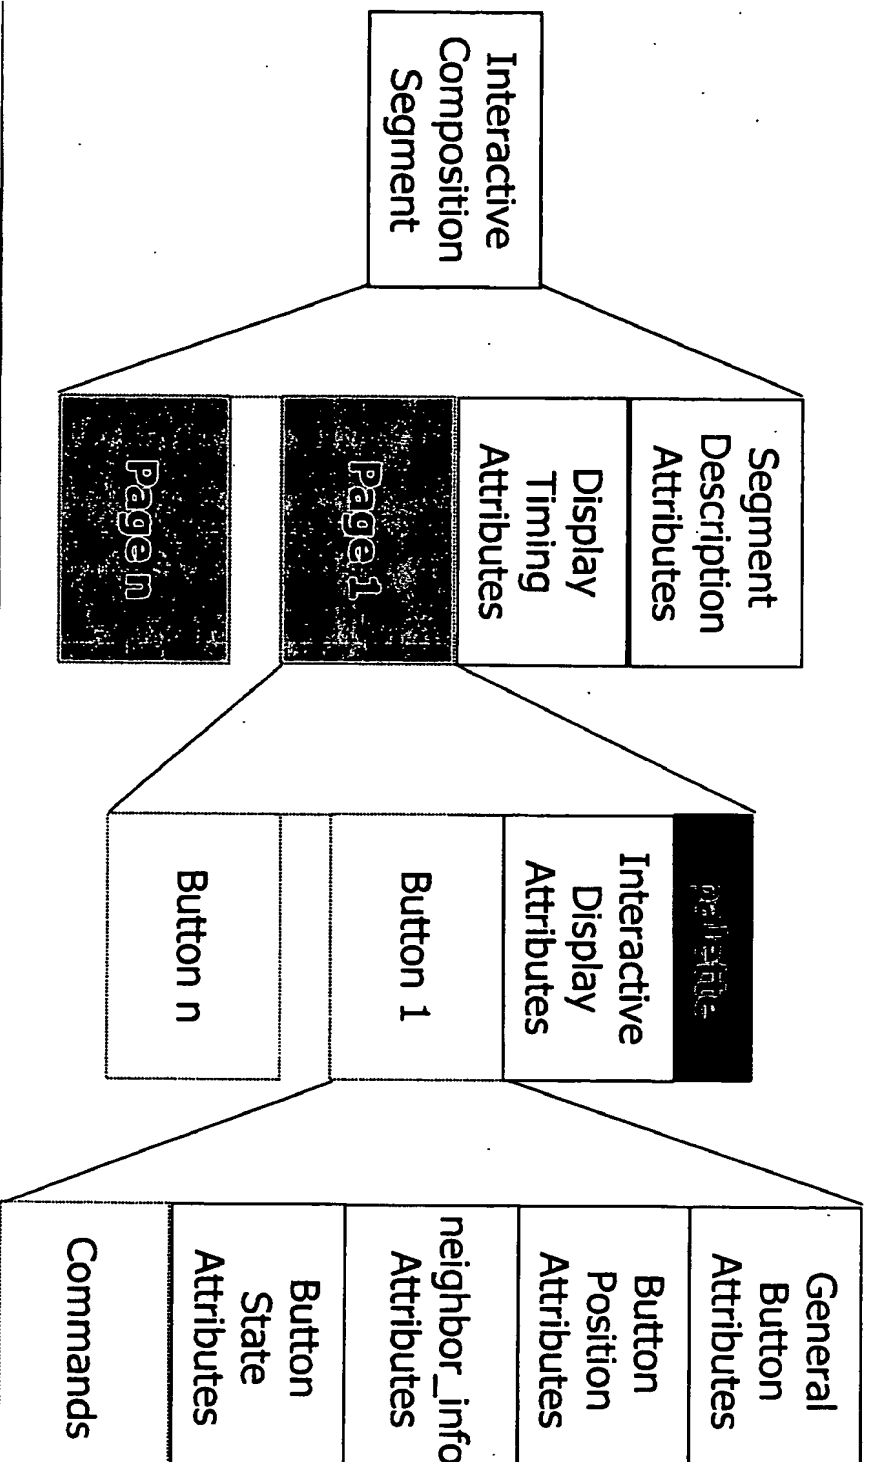 Interactive
Composition
Segment
Segment
Description
Attributes
Display
Timing
Attributes
Page 1
Page n
palette
Interactive
Display
Attributes
Button 1
Button n
General
Button
Attributes
Button
Position
Attributes
neighbor_info
Attributes
Button
State
Attributes
Commands